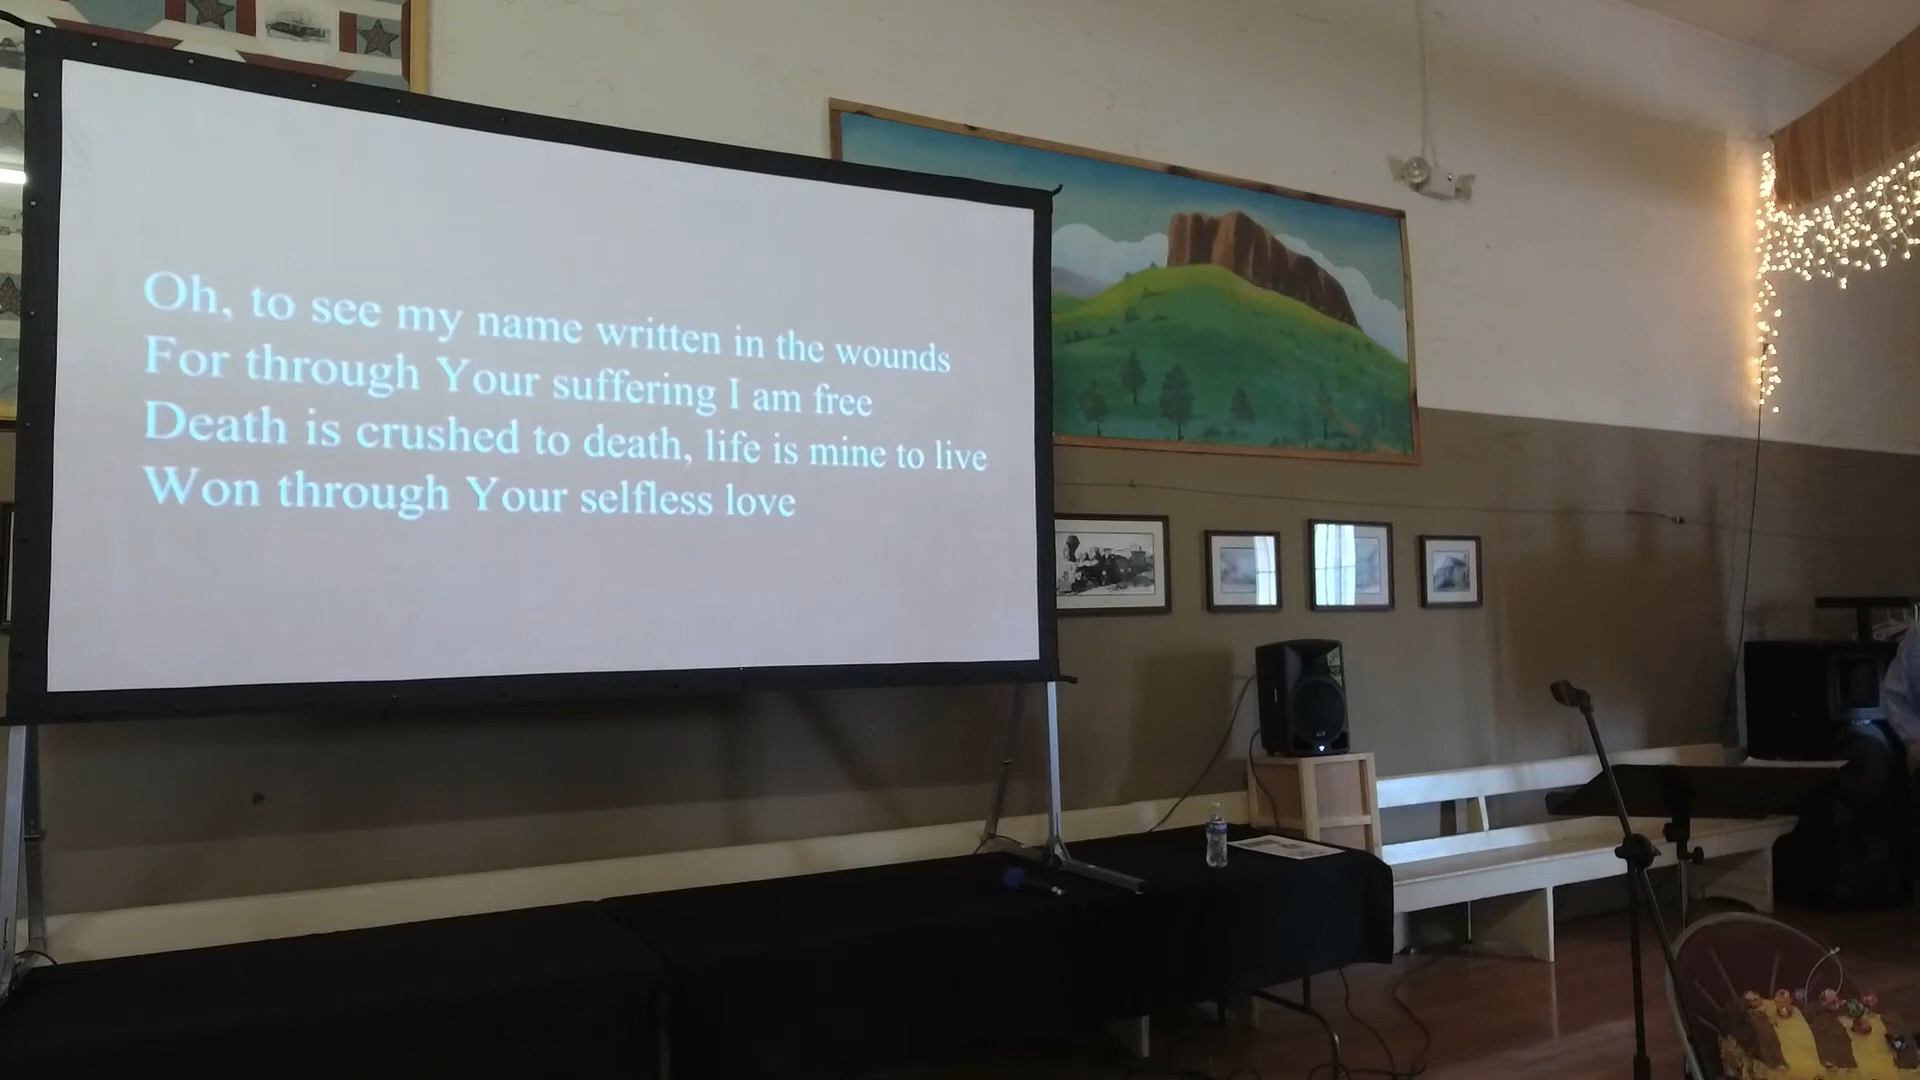 Oh, to see my name written in the wounds
For through Your suffering I am free
Death is crushed to death, life is mine to live
Won through Your selfless love